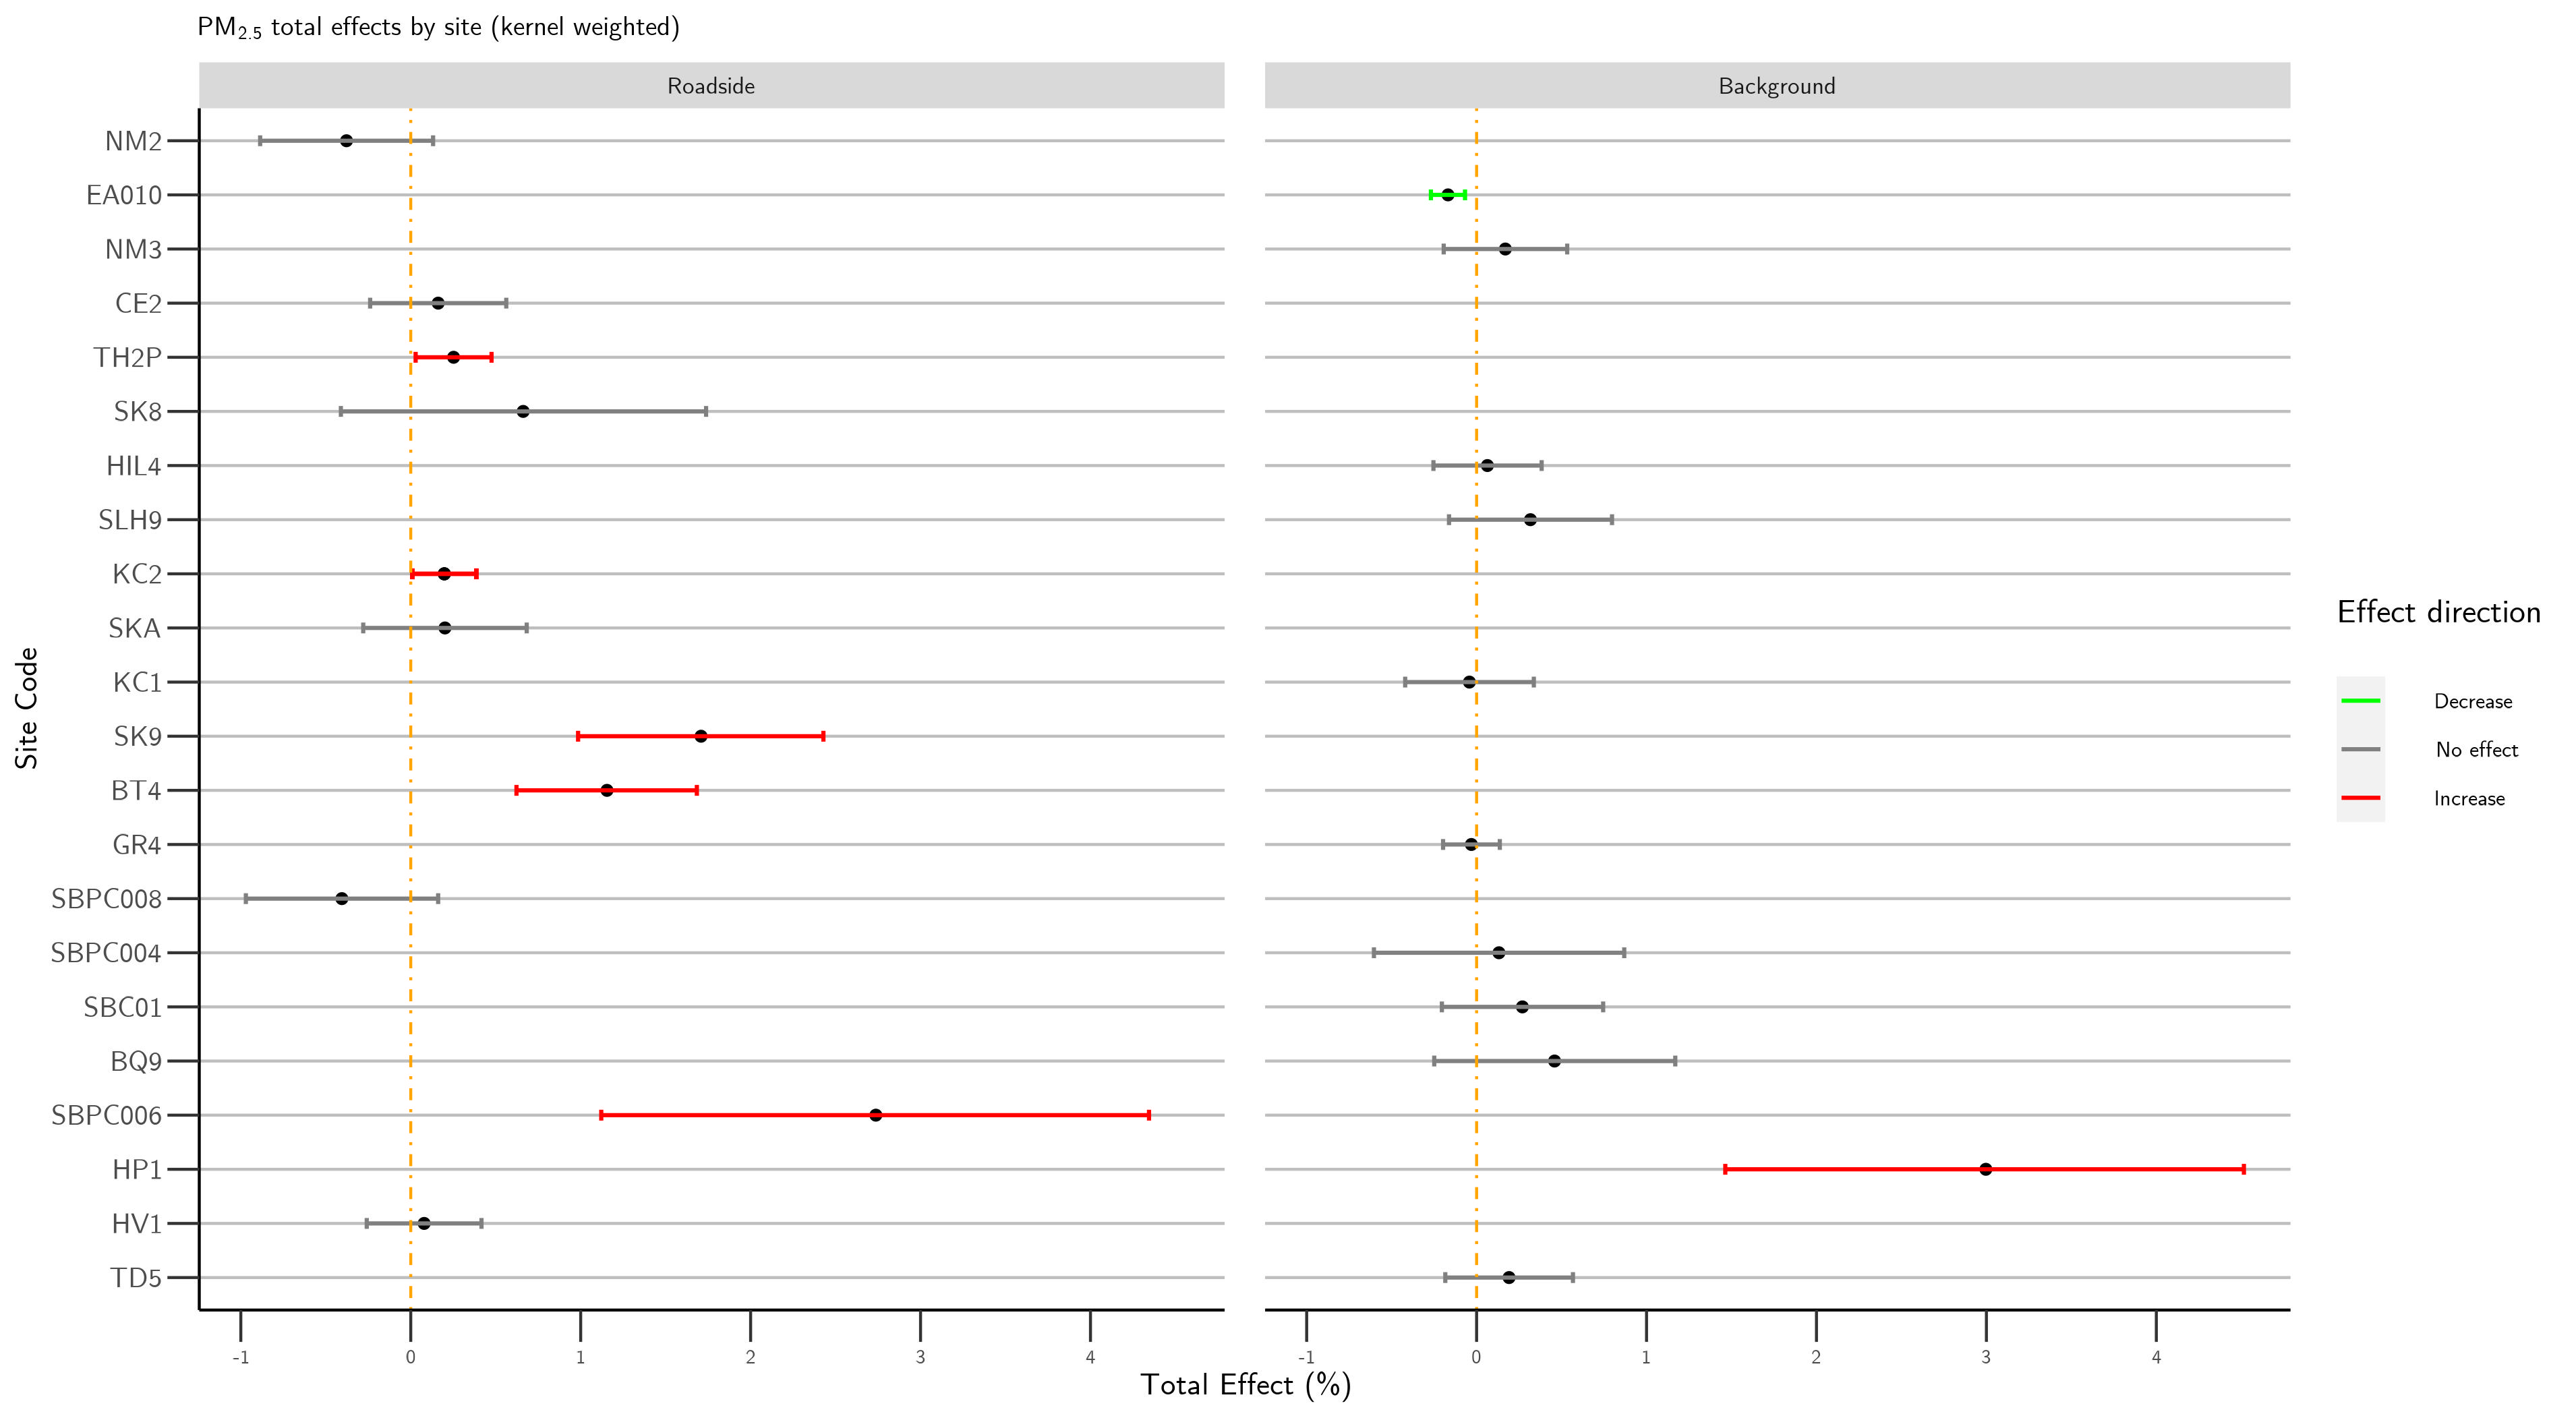 PM2.5 total effects by site (kernel weighted)
Roadside
Background
NM2
EA010
NM3
CE2
TH2P
SK8
HIL4
SLH9
KC2
SKA
KC1
SK9
BT4
GR4
SBPC008
SBPC004
SBC01
BQ9
SBPC006
HP1
HV1
TD5
Site Code
-1 0 1 2 3 4
-1 0 1 2 3 4
Total Effect (%)
Effect direction
Decrease
No effect
Increase